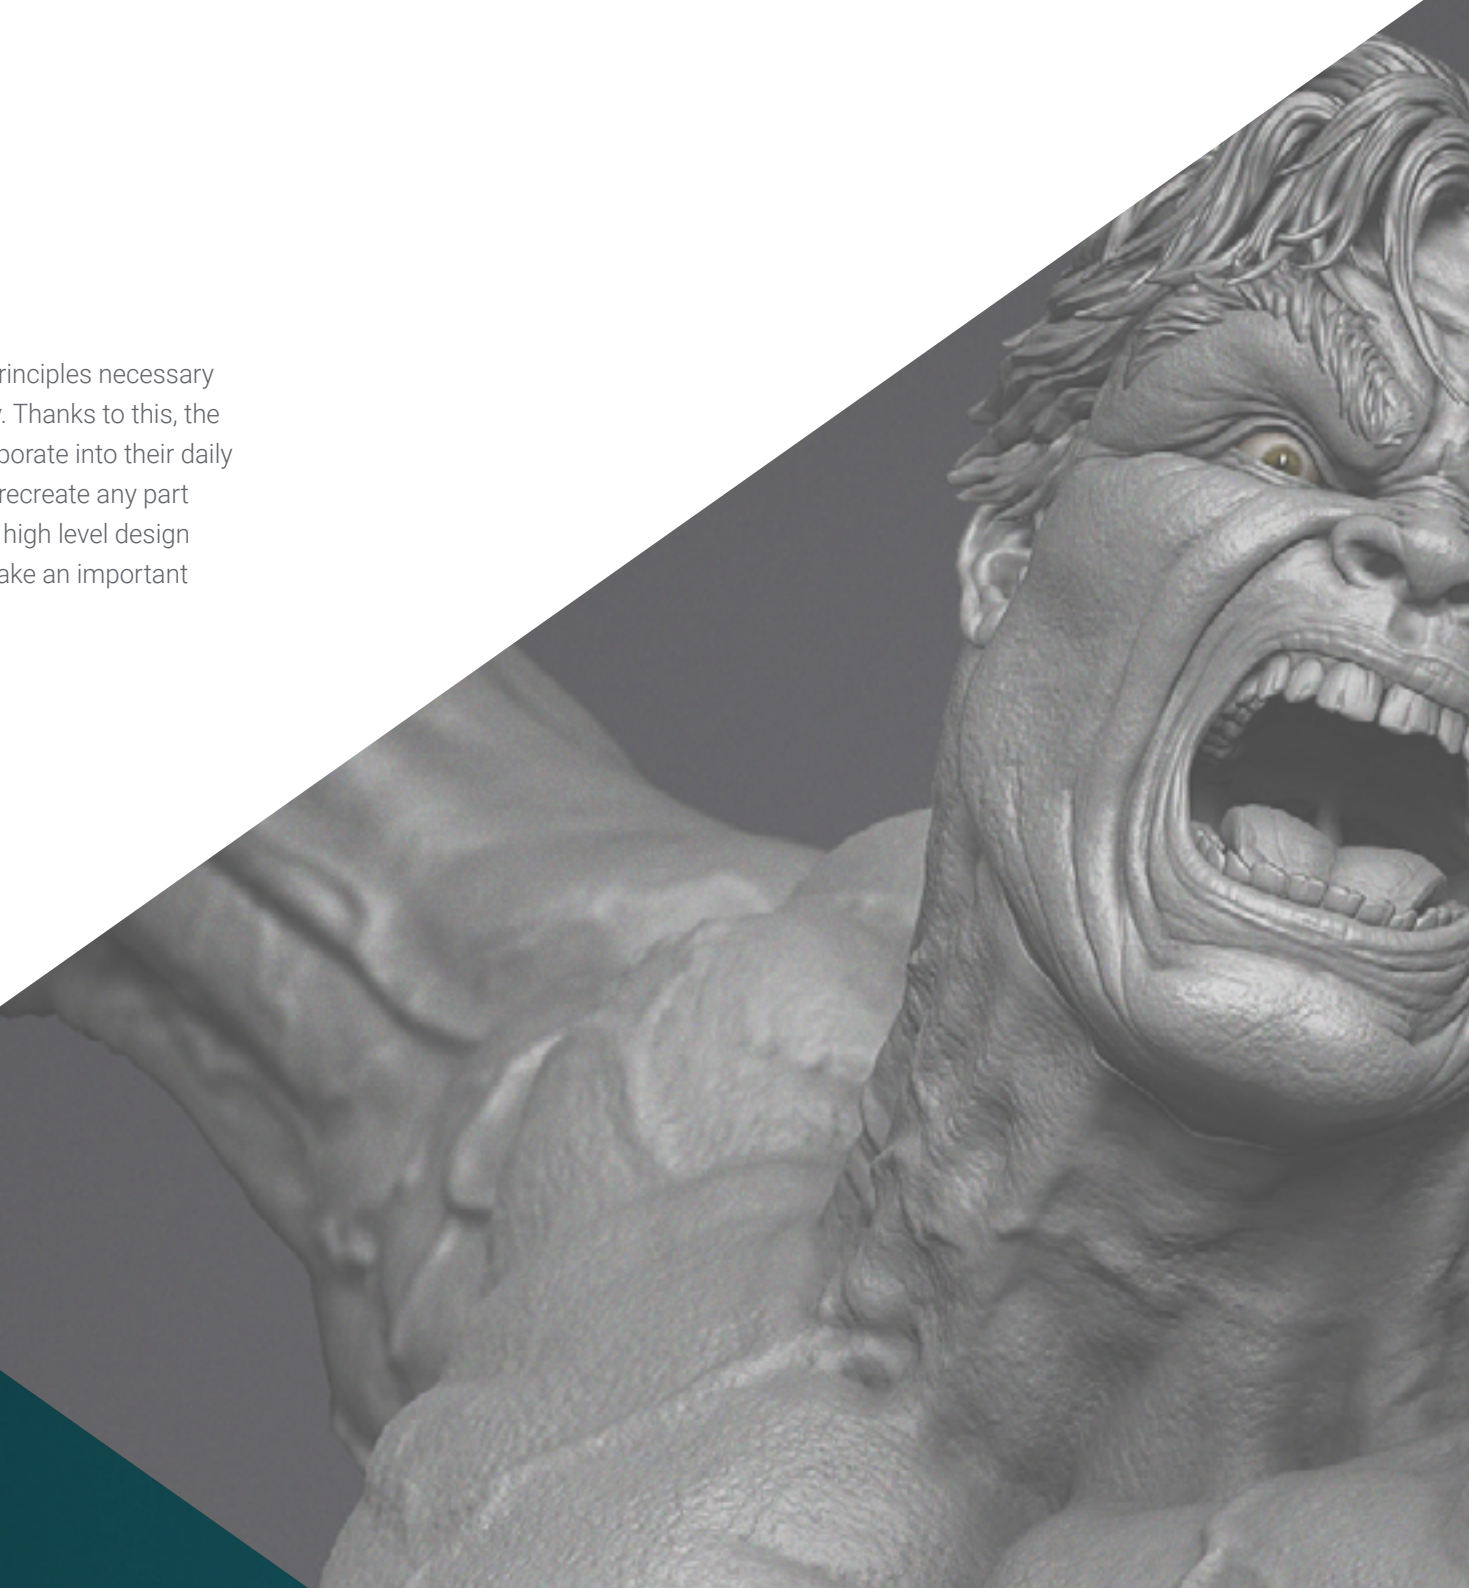 rinciples necessary
. Thanks to this, the
porate into their daily
recreate any part
high level design
ake an important